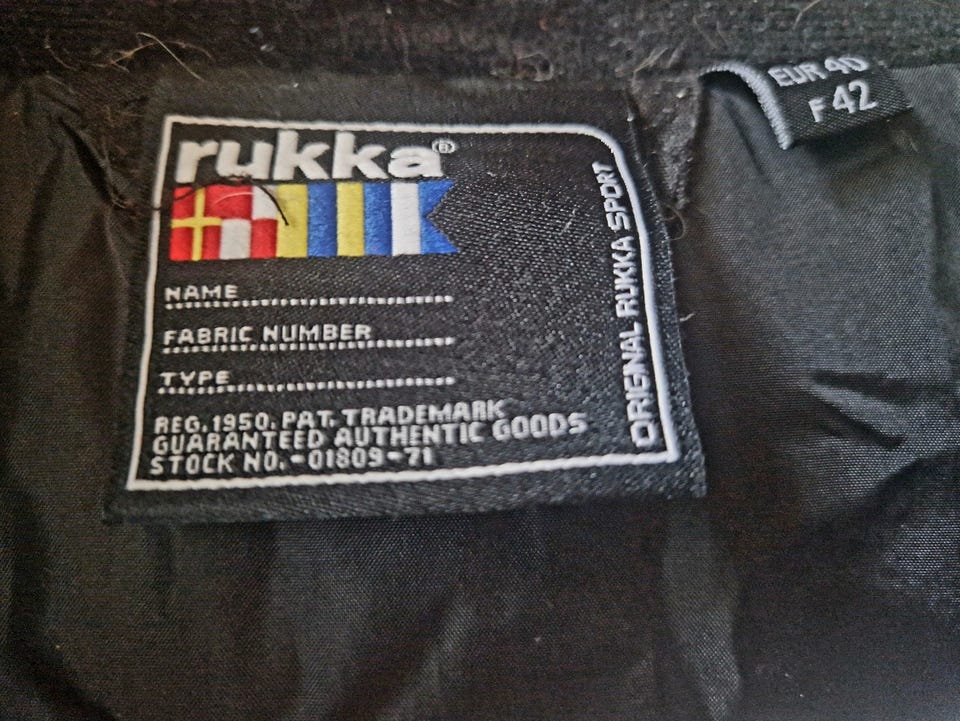 rukka®
NAME
FABRIC NUMBER
TYPE
REG.1950.PAT.TRADEMARK
GUARANTEED AUTHENTIC GOODS
STOCK NO.-01809-71
ORIGINAL RUKKA SPORT
EUR 40
F 42